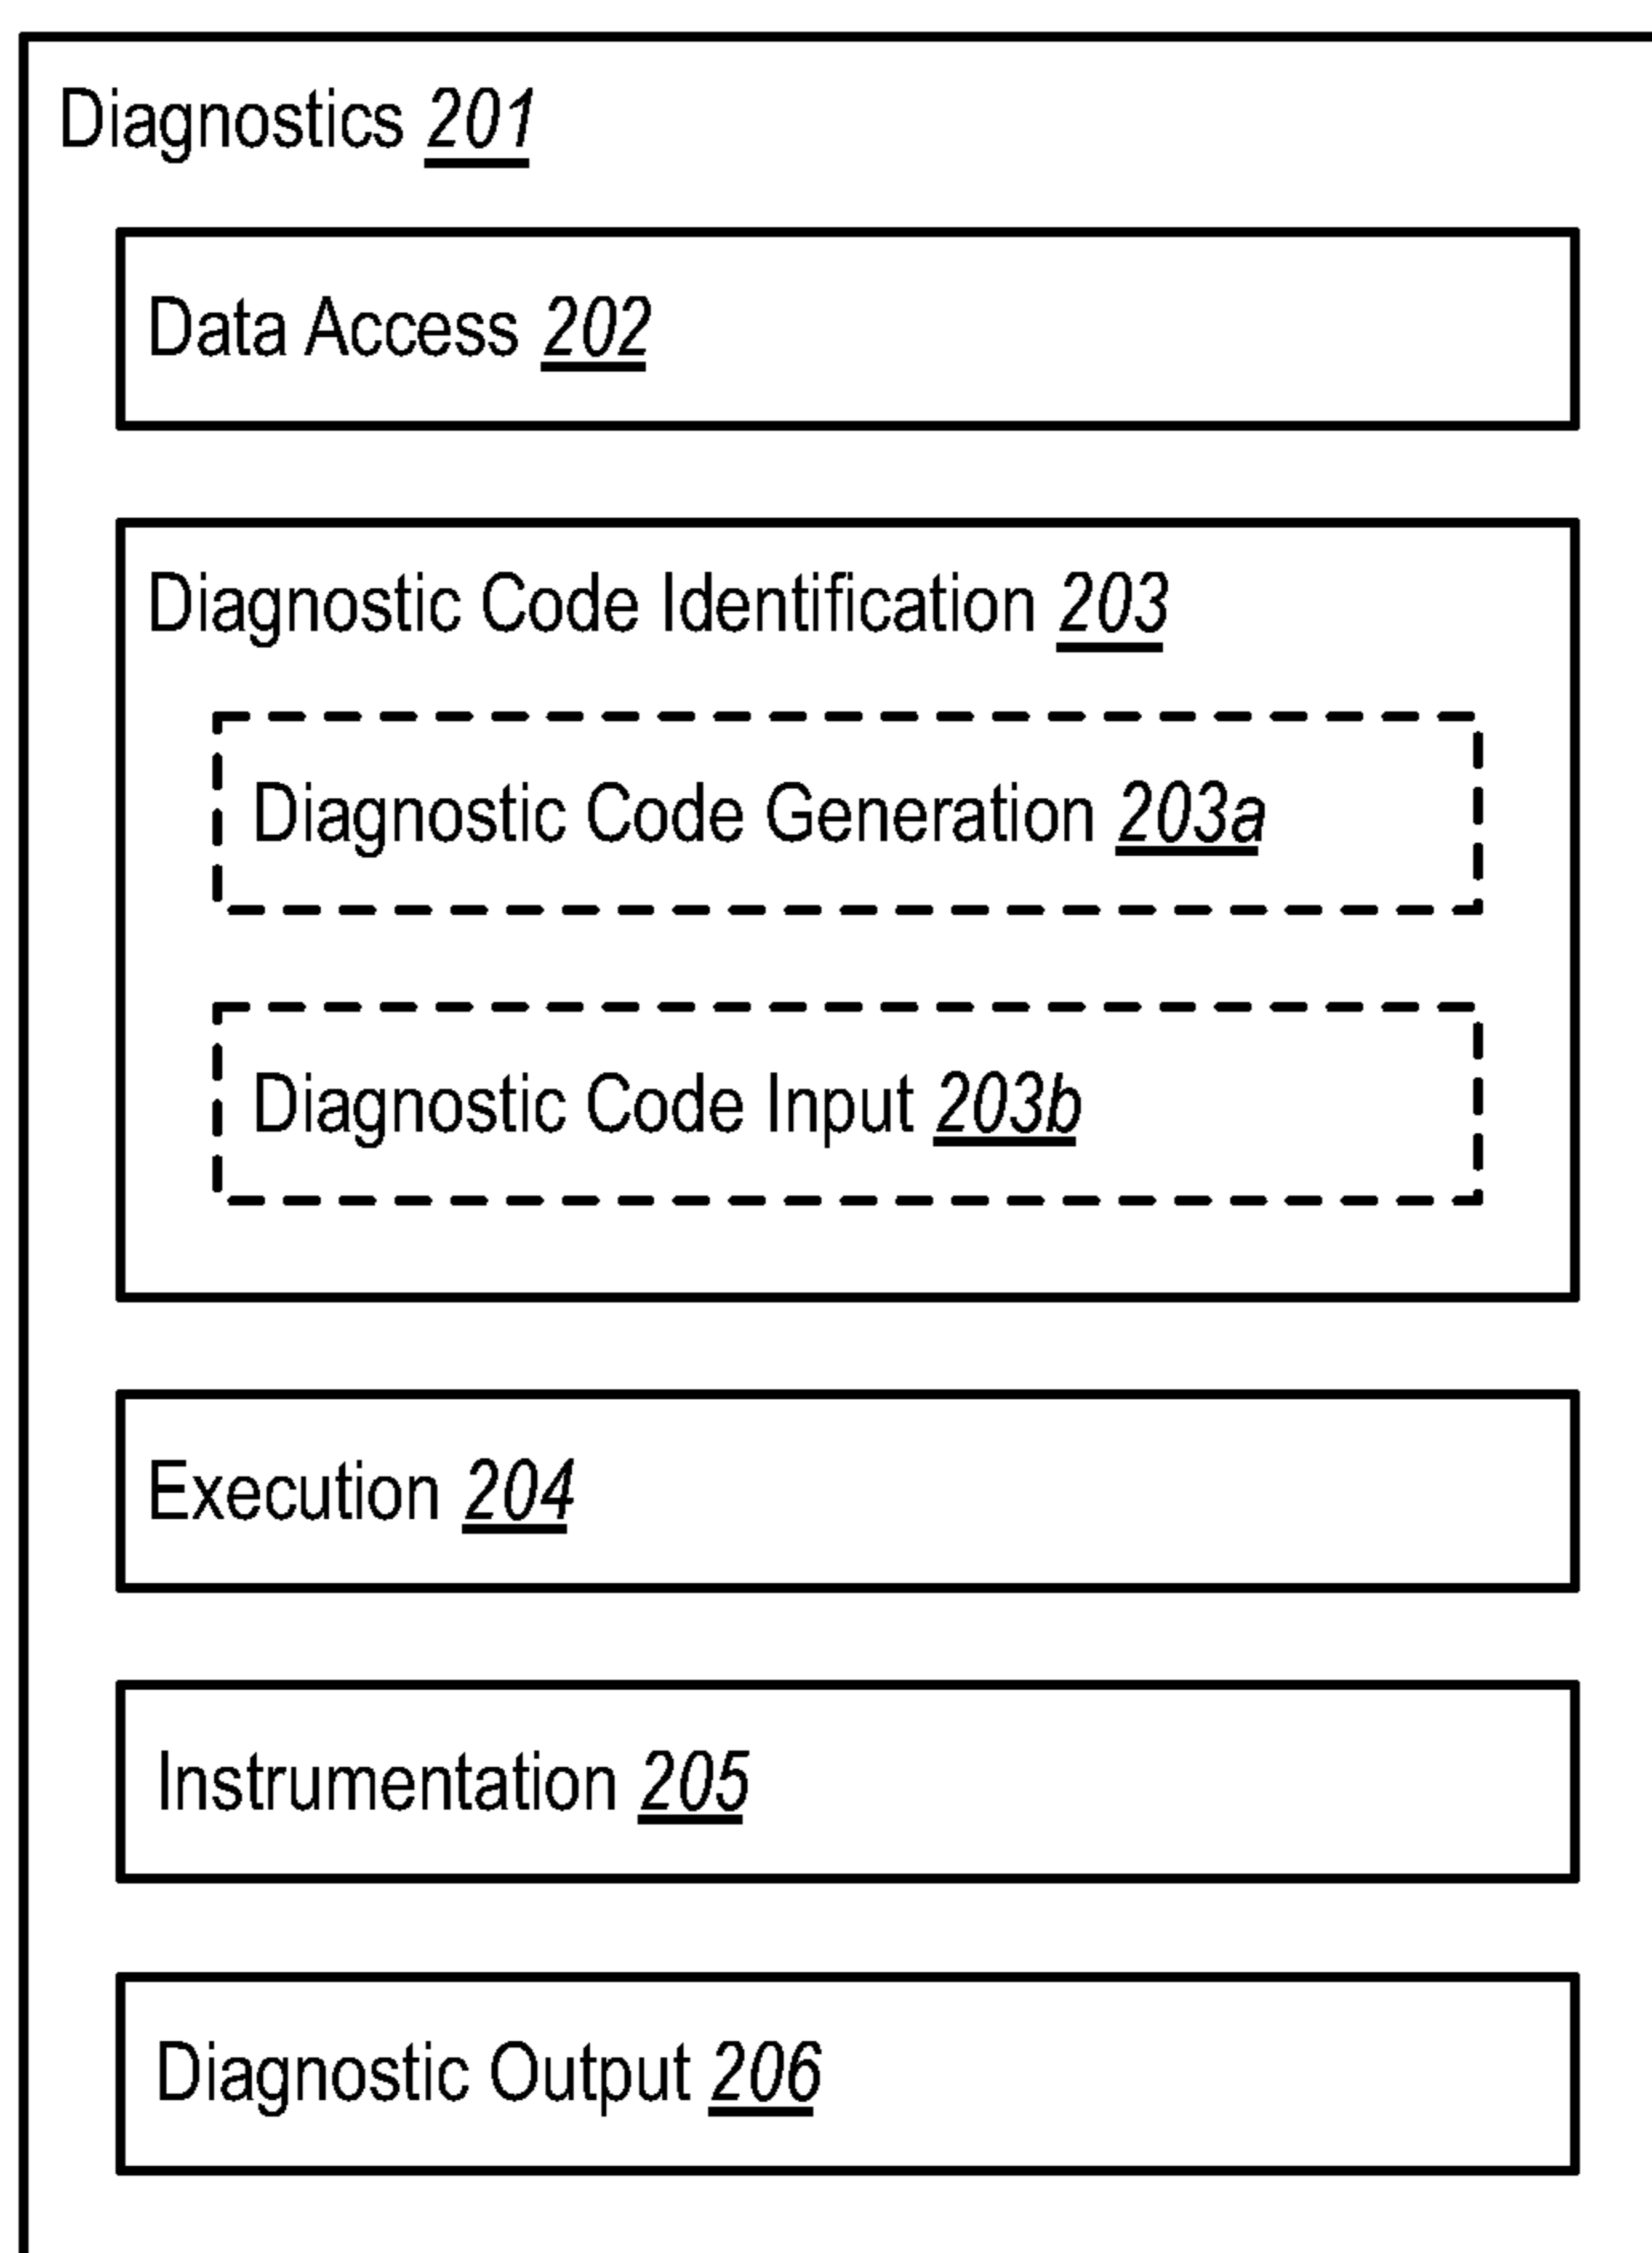 Diagnostics 201
Data Access 202
Diagnostic Code Identification 203
Diagnostic Code Generation 203a
Diagnostic Code Input 203b
Execution 204
Instrumentation 205
Diagnostic Output 206